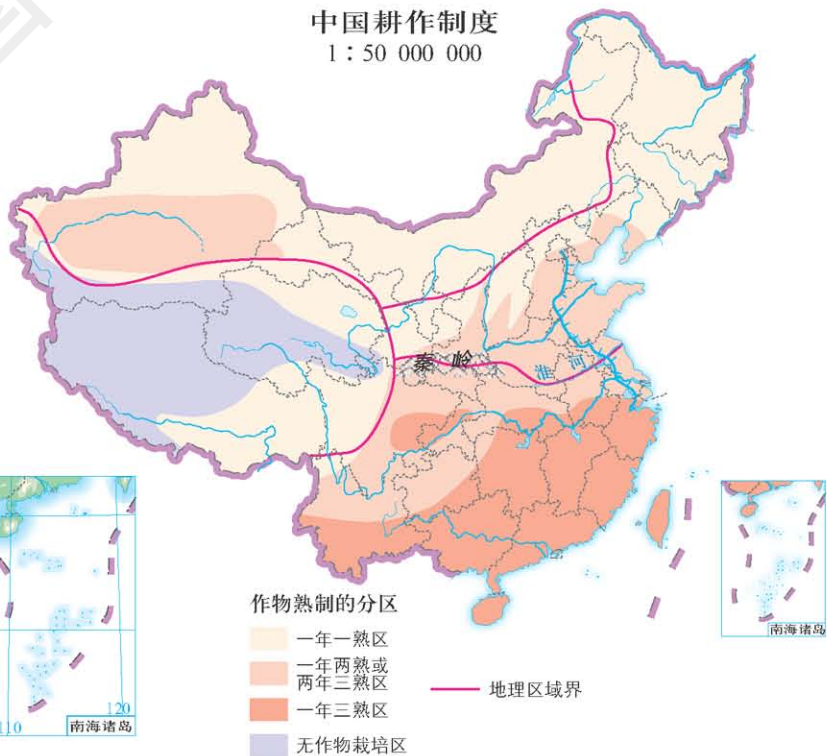 中国耕作制度
1：50 000 000
秦 岭
淮 河
南海诸岛
110
120
南海诸岛
作物熟制的分区
一年一熟区
一年两熟或
两年三熟区
一年三熟区
无作物栽培区
地理区域界